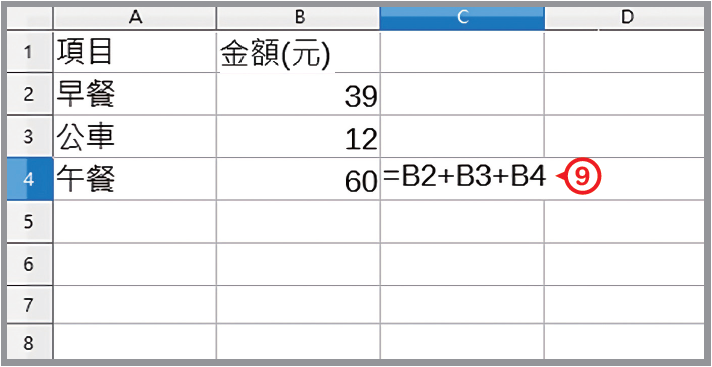 A B C D
1 項目 金額(元)
2 早餐 39
3 公車 12
4 午餐 60 =B2+B3+B4 9
5
6
7
8